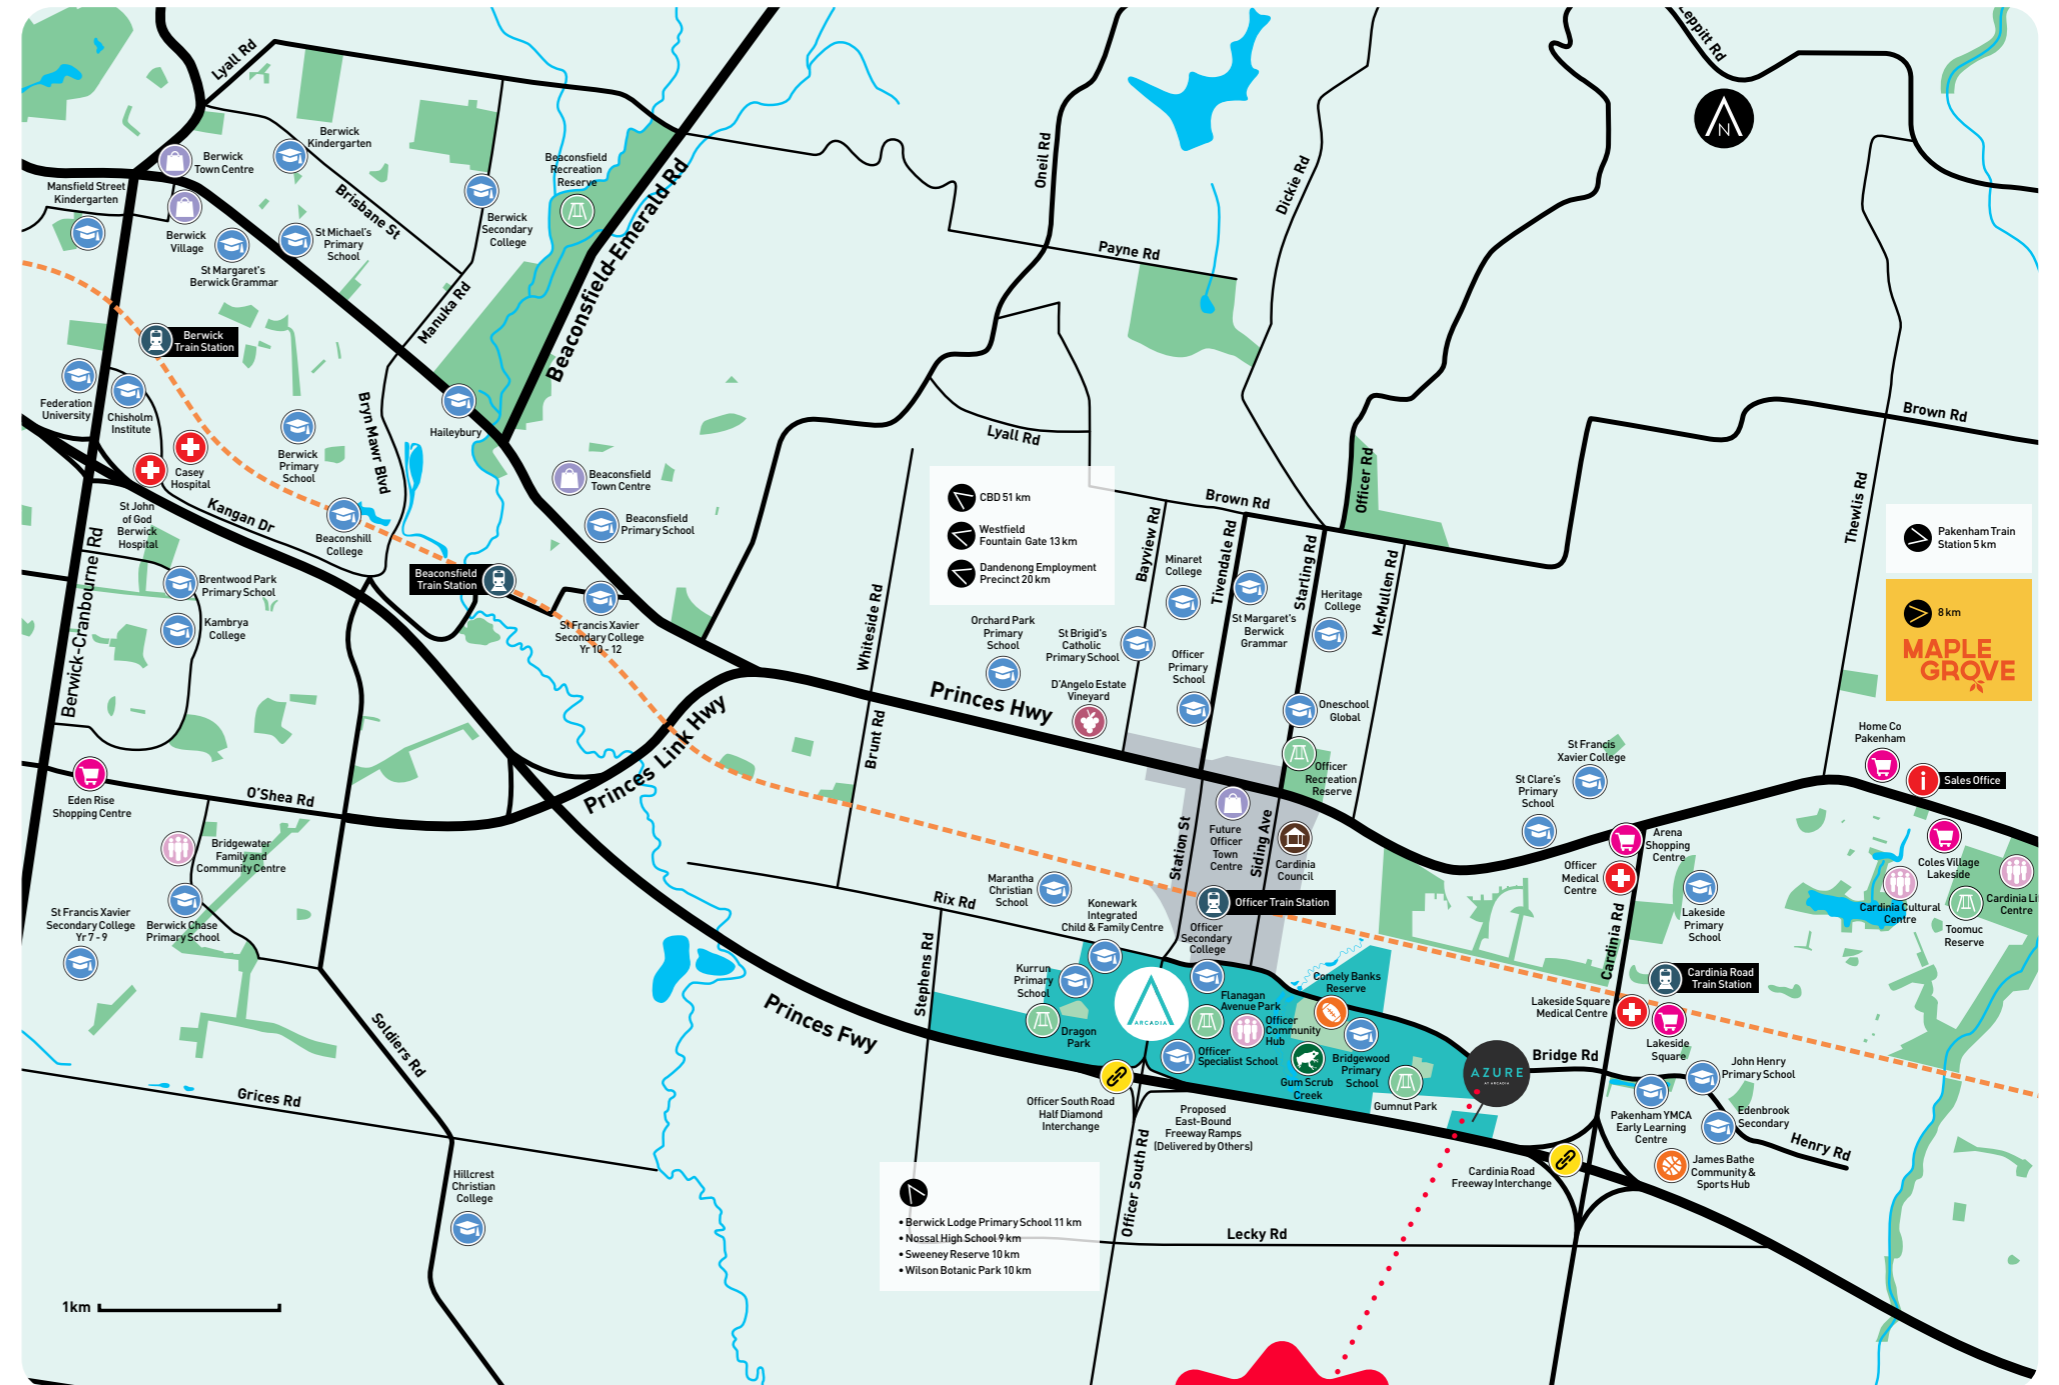 Lyall Rd
Leppitt Rd
N
Berwick
Town Centre
Berwick
Kindergarten
Mansfield Street
Kindergarten
Brisbane St
Berwick
Village
St Margaret's
Berwick Grammar
St Michael's
Primary
School
Berwick
Secondary
College
Beaconsfield
Recreation
Reserve
Beaconsfield-Emerald Rd
Oneil Rd
Dickie Rd
Payne Rd
Manuka Rd
Berwick
Train Station
Federation
University
Chisholm
Institute
Casey
Hospital
St John
of God
Berwick
Hospital
Berwick
Primary
School
Bryn Mawr Blvd
Haileybury
Kangan Dr
Beaconshill
College
Beaconsfield
Town Centre
Beaconsfield
Primary School
Beaconsfield
Train Station
St Francis Xavier
Secondary College
Yr 10 - 12
Berwick-Cranbourne Rd
Brentwood Park
Primary School
Kambrya
College
Lyall Rd
CBD 51 km
Westfield
Fountain Gate 13 km
Dandenong Employment
Precinct 20 km
Brown Rd
Officer Rd
Brown Rd
Thewlis Rd
Pakenham Train
Station 5 km
8 km
MAPLE
GROVE
Whiteside Rd
Bayview Rd
Tivendale Rd
Starling Rd
McMullen Rd
Minaret
College
St Margaret's
Berwick
Grammar
Heritage
College
Orchard Park
Primary
School
St Brigid's
Catholic
Primary School
Officer
Primary
School
D'Angelo Estate
Vineyard
Oneschool
Global
Princes Hwy
Princes Link Hwy
Brunt Rd
Officer
Recreation
Reserve
Home Co
Pakenham
Sales Office
St Francis
Xavier College
St Clare's
Primary
School
Eden Rise
Shopping Centre
O'Shea Rd
Bridgewater
Family and
Community Centre
Berwick Chase
Primary School
St Francis Xavier
Secondary College
Yr 7 - 9
Station St
Siding Ave
Future
Officer
Town
Centre
Cardinia
Council
Officer Train Station
Officer
Medical
Centre
Arena
Shopping
Centre
Coles Village
Lakeside
Cardinia Cultural
Centre
Toomuc
Reserve
Cardinia Li
Centre
Lakeside
Primary
School
Cardinia Rd
Cardinia Road
Train Station
Lakeside Square
Medical Centre
Lakeside
Square
Rix Rd
Marantha
Christian
School
Konewark
Integrated
Child & Family Centre
Officer
Secondary
College
Stephens Rd
Kurrun
Primary
School
Dragon
Park
ARCADIA
Flanagan
Avenue Park
Officer
Community
Hub
Officer
Specialist School
Comely Banks
Reserve
Bridgewood
Primary
School
Gum Scrub
Creek
Gumnut Park
AZURE
AT ARCADIA
Bridge Rd
John Henry
Primary School
Pakenham YMCA
Early Learning
Centre
Edenbrook
Secondary
Henry Rd
James Bathe
Community &
Sports Hub
Cardinia Road
Freeway Interchange
Princes Fwy
Officer South Road
Half Diamond
Interchange
Proposed
East-Bound
Freeway Ramps
(Delivered by Others)
Officer South Rd
Lecky Rd
Soldiers Rd
Grices Rd
Hillcrest
Christian
College
• Berwick Lodge Primary School 11 km
• Nossal High School 9 km
• Sweeney Reserve 10 km
• Wilson Botanic Park 10 km
1km